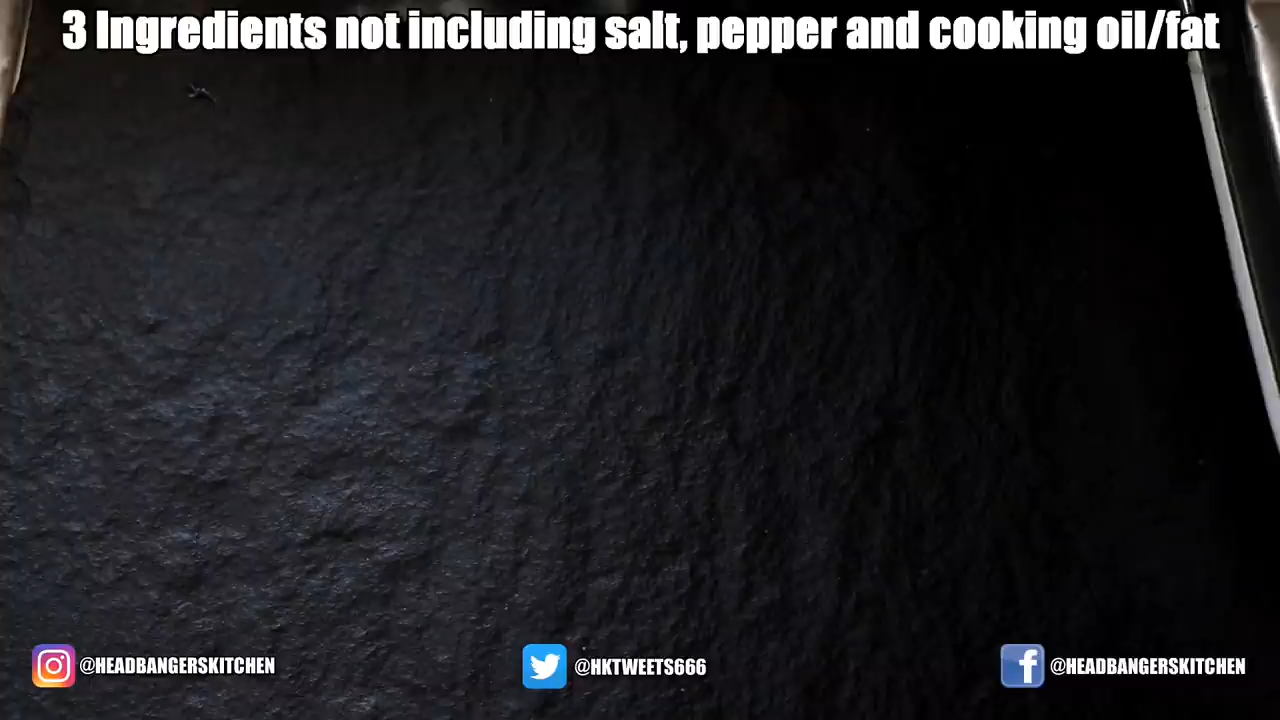 3 Ingredients not including salt, pepper and cooking oil/fat
@HEADBANGERSKITCHEN
@HKTWEETS666
@HEADBANGERSKITCHEN